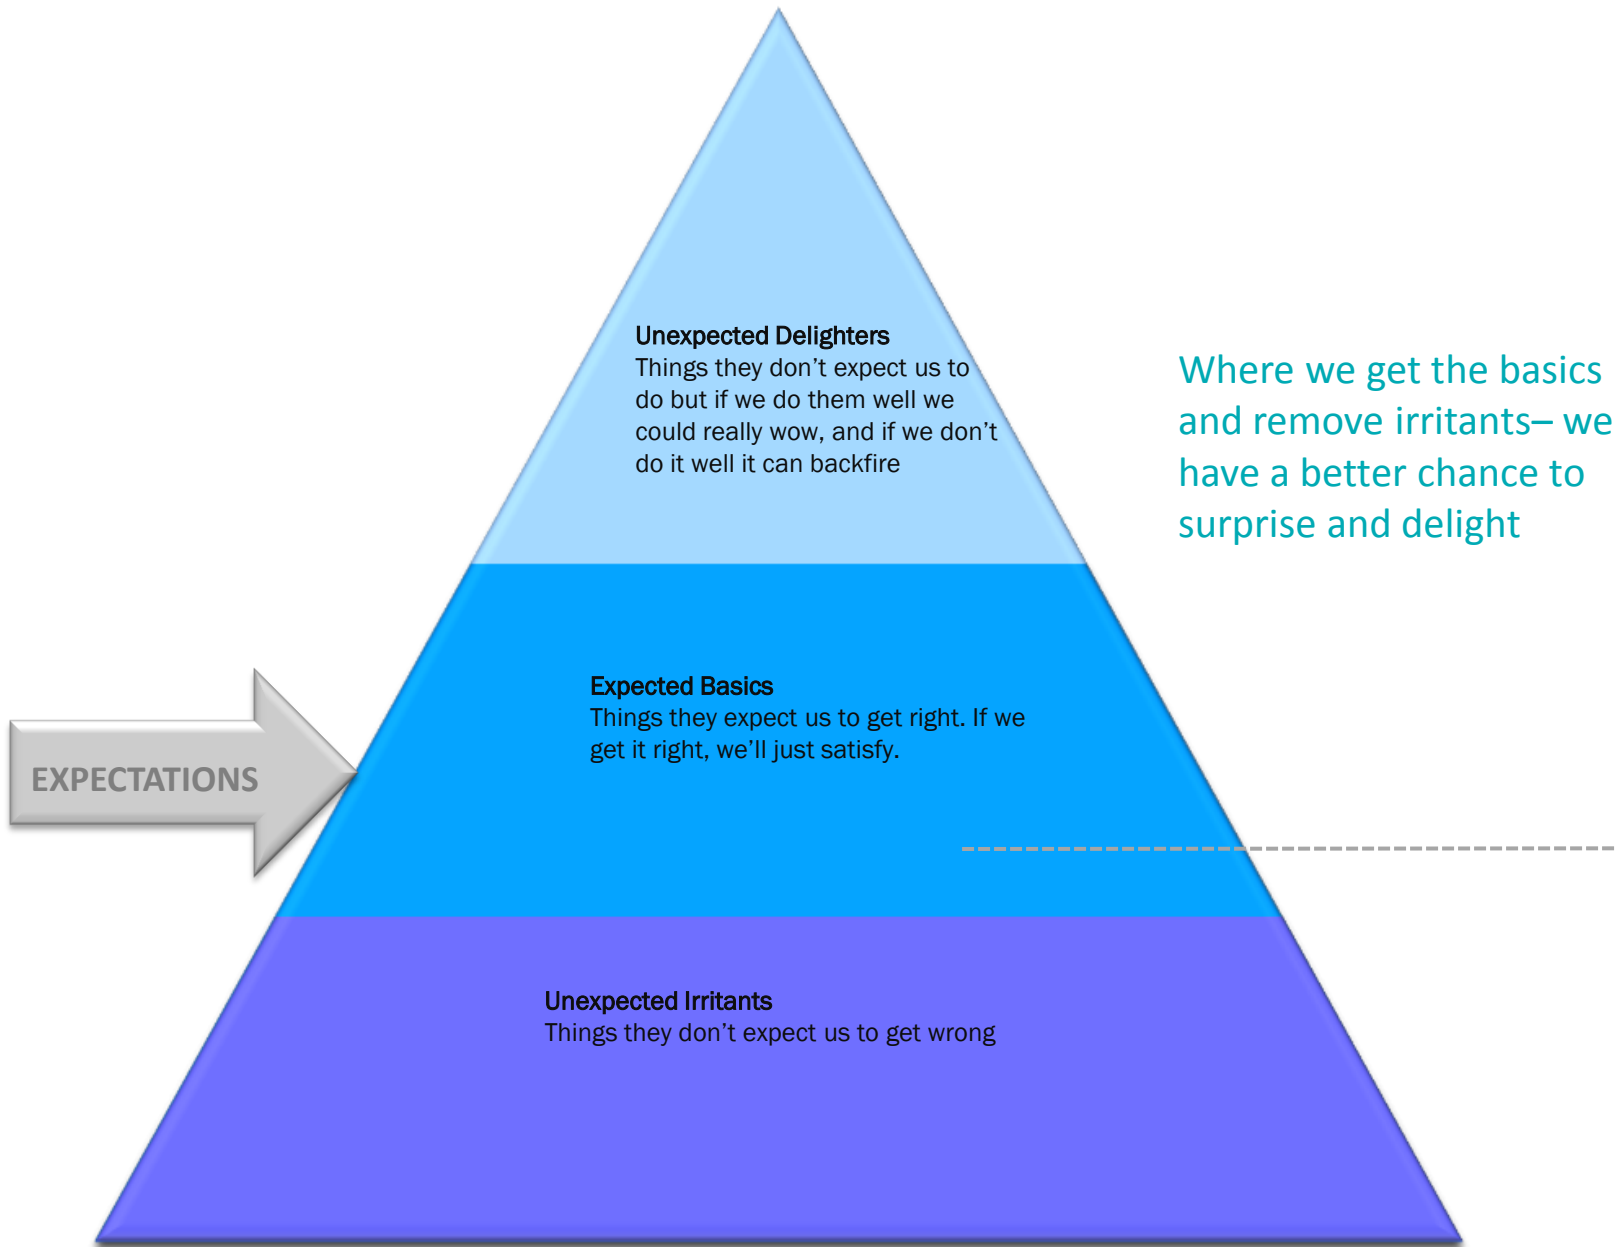 Unexpected Delighters
Things they don’t expect us to
do but if we do them well we
could really wow, and if we don’t
do it well it can backfire
Where we get the basics
and remove irritants– we
have a better chance to
surprise and delight
Expected Basics
Things they expect us to get right. If we
get it right, we’ll just satisfy.
EXPECTATIONS
Unexpected Irritants
Things they don’t expect us to get wrong